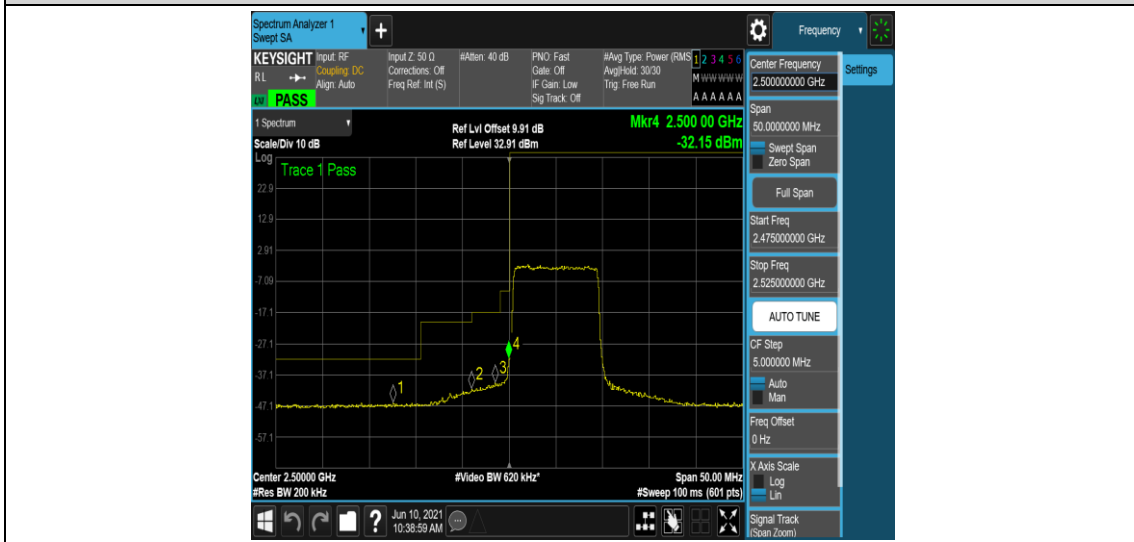 Spectrum Analyzer 1
Swept SA
Frequency
KEYSIGHT
Input: RF
Coupling: DC
Align: Auto
R L
PASS
Input Z: 50 Ω
Corrections: Off
Freq Ref: Int (S)
#Atten: 40 dB
PNO: Fast
Gate: Off
IF Gain: Low
Sig Track: Off
#Avg Type: Power (RMS
Avg|Hold: 30/30
Trig: Free Run
1 2 3 4 5 6
M W W W W W
A A A A A A
1 Spectrum
Scale/Div 10 dB
Ref Lvl Offset 9.91 dB
Ref Level 32.91 dBm
Mkr4 2.500 00 GHz
-32.15 dBm
Log
Trace 1 Pass
22.9
12.9
2.91
-7.09
-17.1
-27.1
-37.1
-47.1
-57.1
1
2
3
4
Center 2.50000 GHz
#Res BW 200 kHz
#Video BW 620 kHz*
Span 50.00 MHz
#Sweep 100 ms (601 pts)
Center Frequency
2.500000000 GHz
Settings
Span
50.0000000 MHz
Swept Span
Zero Span
Full Span
Start Freq
2.475000000 GHz
Stop Freq
2.525000000 GHz
AUTO TUNE
CF Step
5.000000 MHz
Auto
Man
Freq Offset
0 Hz
X Axis Scale
Log
Lin
Signal Track
(Span Zoom)
?
Jun 10, 2021
10:38:59 AM